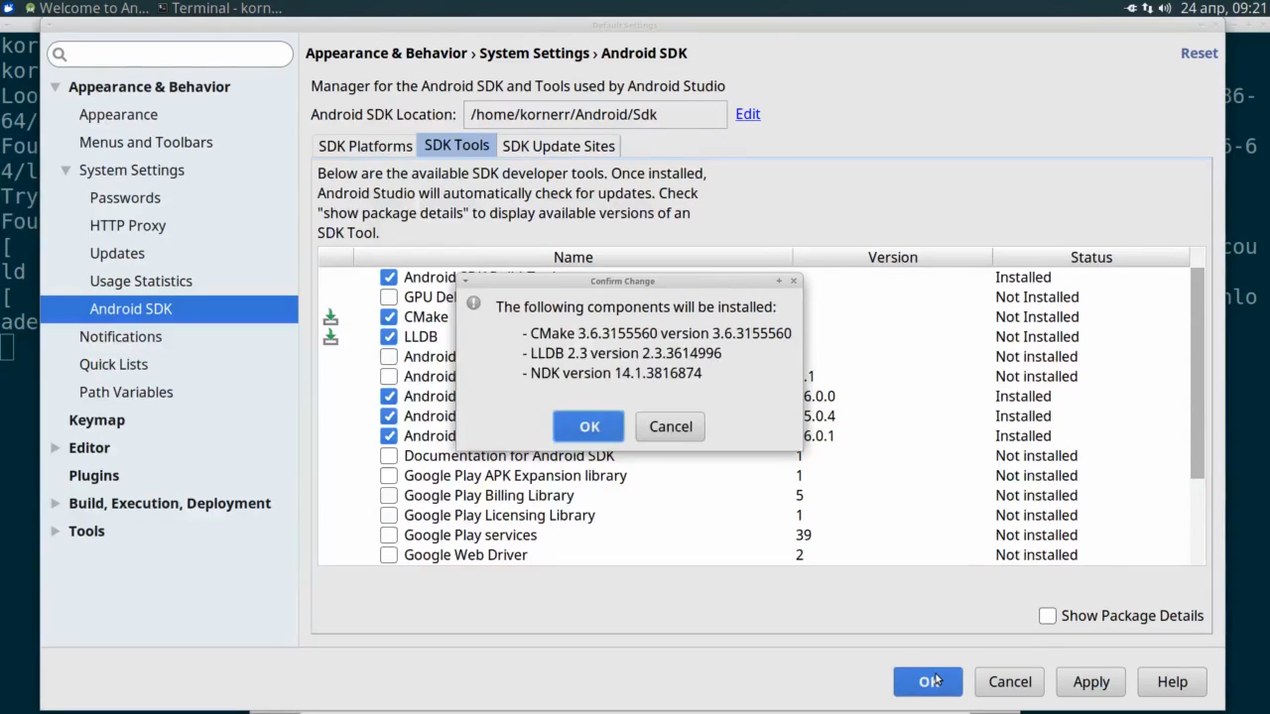 Welcome to An...
Terminal - korn...
24 апр, 09:21
Default Settings
kor
kor
Loo
64/
Fou
4/l
Try
Fou
[
ld
[
ade
36-
6-6
cou
nlo
Appearance & Behavior
Appearance
Menus and Toolbars
System Settings
Passwords
HTTP Proxy
Updates
Usage Statistics
Android SDK
Notifications
Quick Lists
Path Variables
Keymap
Editor
Plugins
Build, Execution, Deployment
Tools
Appearance & Behavior › System Settings › Android SDK
Reset
Manager for the Android SDK and Tools used by Android Studio
Android SDK Location: /home/kornerr/Android/Sdk Edit
SDK Platforms SDK Tools SDK Update Sites
Below are the available SDK developer tools. Once installed,
Android Studio will automatically check for updates. Check
"show package details" to display available versions of an
SDK Tool.
Name Version Status
Android Installed
GPU De Not Installed
CMake Not Installed
LLDB Not Installed
Android Not installed
Android .1 Not installed
Android 6.0.0 Installed
Android 5.0.4 Installed
Android 6.0.1 Installed
Documentation for Android SDK 1 Not installed
Google Play APK Expansion library 1 Not installed
Google Play Billing Library 5 Not installed
Google Play Licensing Library 1 Not installed
Google Play services 39 Not installed
Google Web Driver 2 Not installed
Confirm Change
The following components will be installed:
- CMake 3.6.3155560 version 3.6.3155560
- LLDB 2.3 version 2.3.3614996
- NDK version 14.1.3816874
OK Cancel
Show Package Details
OK Cancel Apply Help